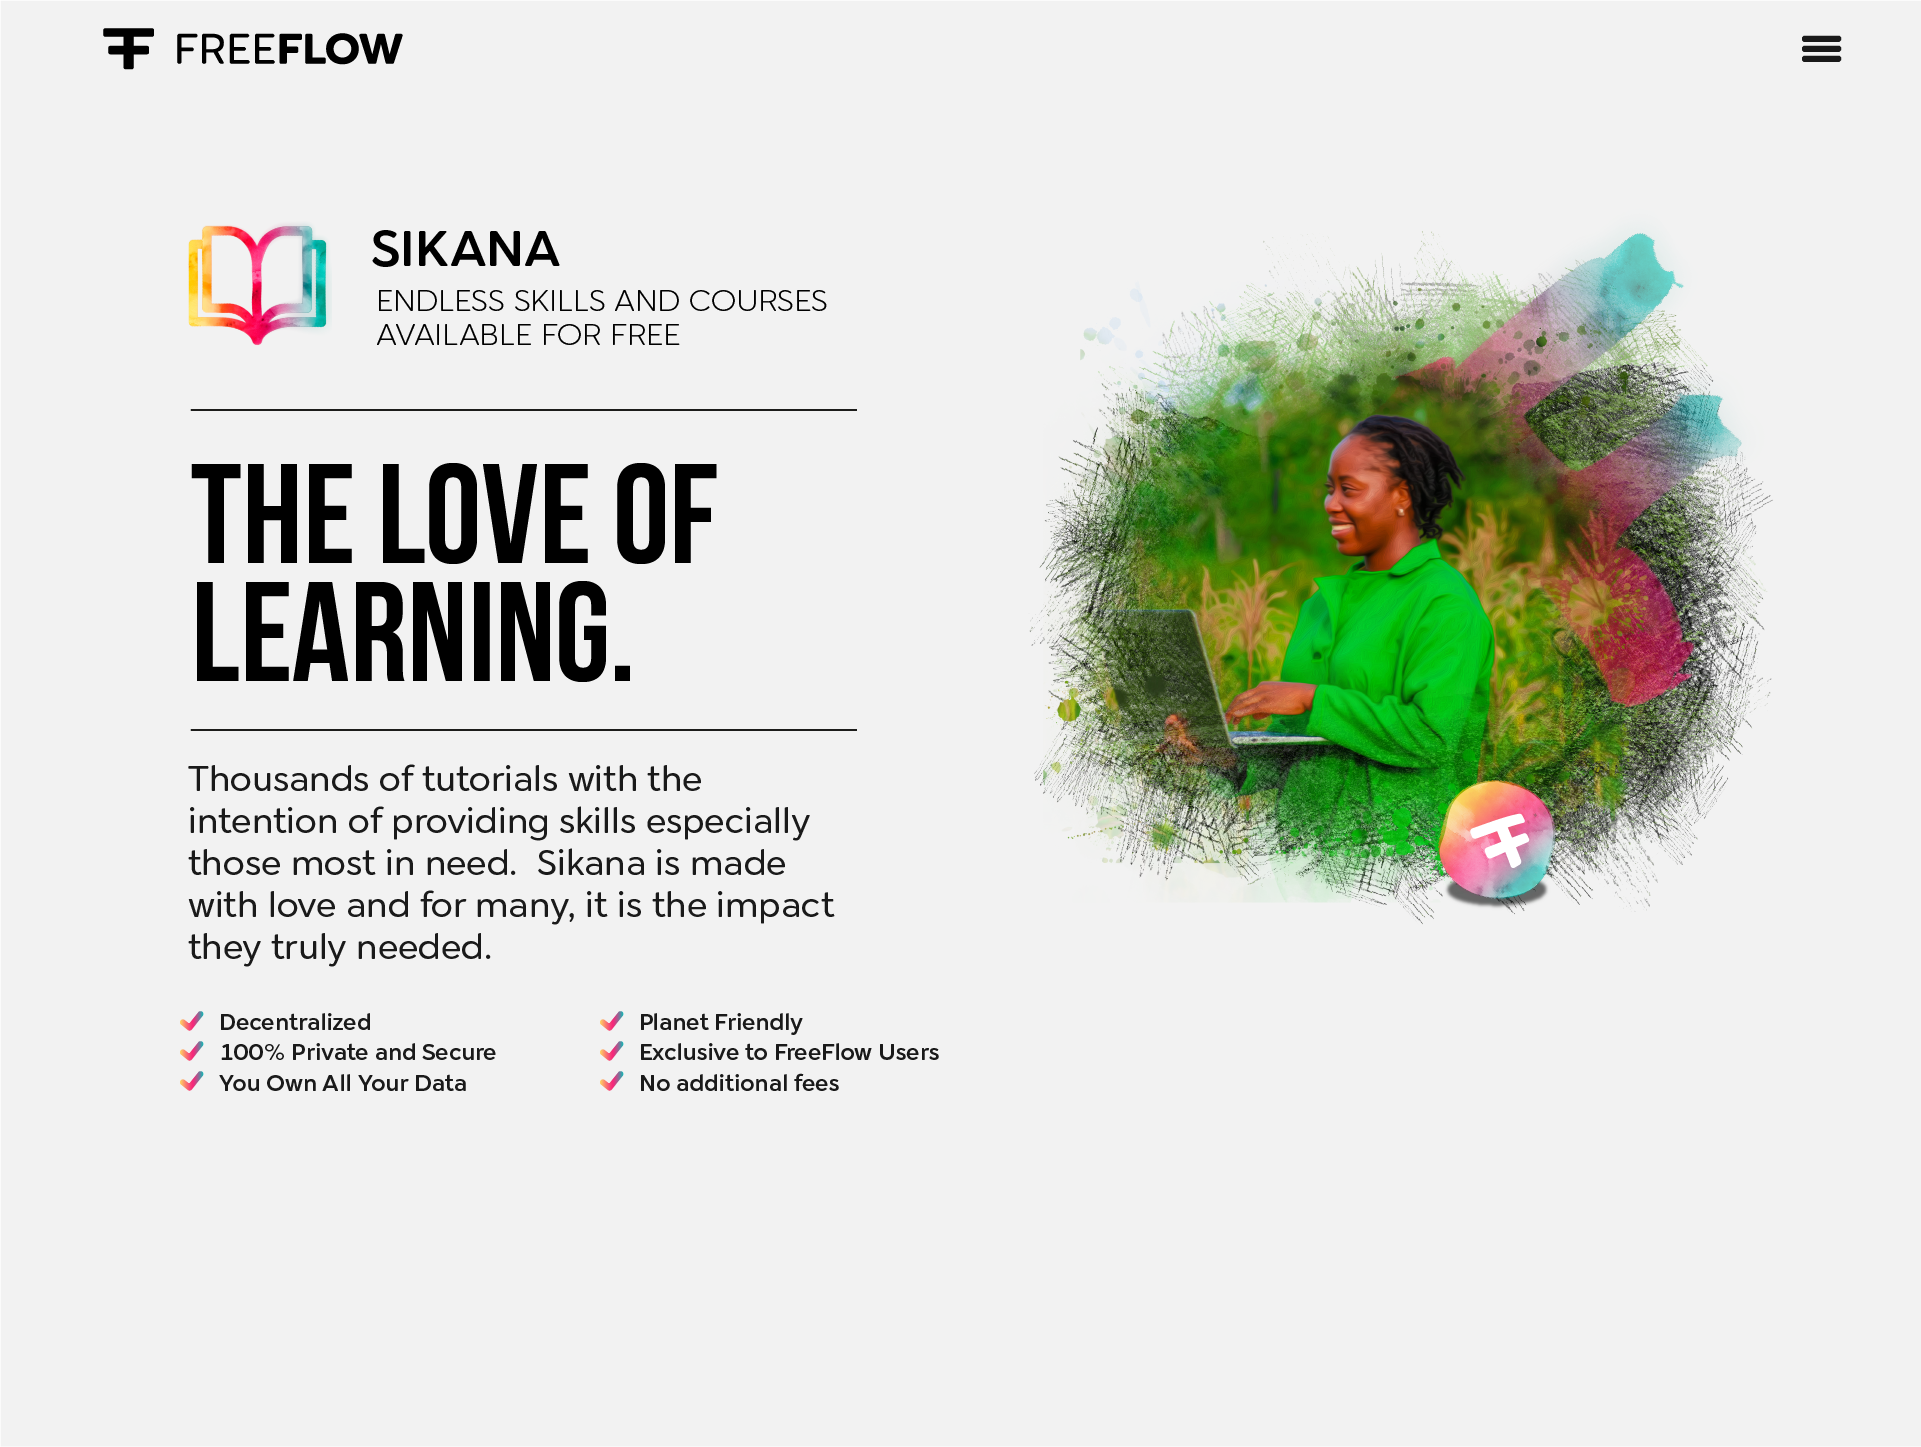 FREEFLOW
SIKANA
ENDLESS SKILLS AND COURSES
AVAILABLE FOR FREE
THE LOVE OF
LEARNING.
Thousands of tutorials with the
intention of providing skills especially
those most in need.  Sikana is made
with love and for many, it is the impact
they truly needed.
Decentralized
100% Private and Secure
You Own All Your Data
Planet Friendly
Exclusive to FreeFlow Users
No additional fees